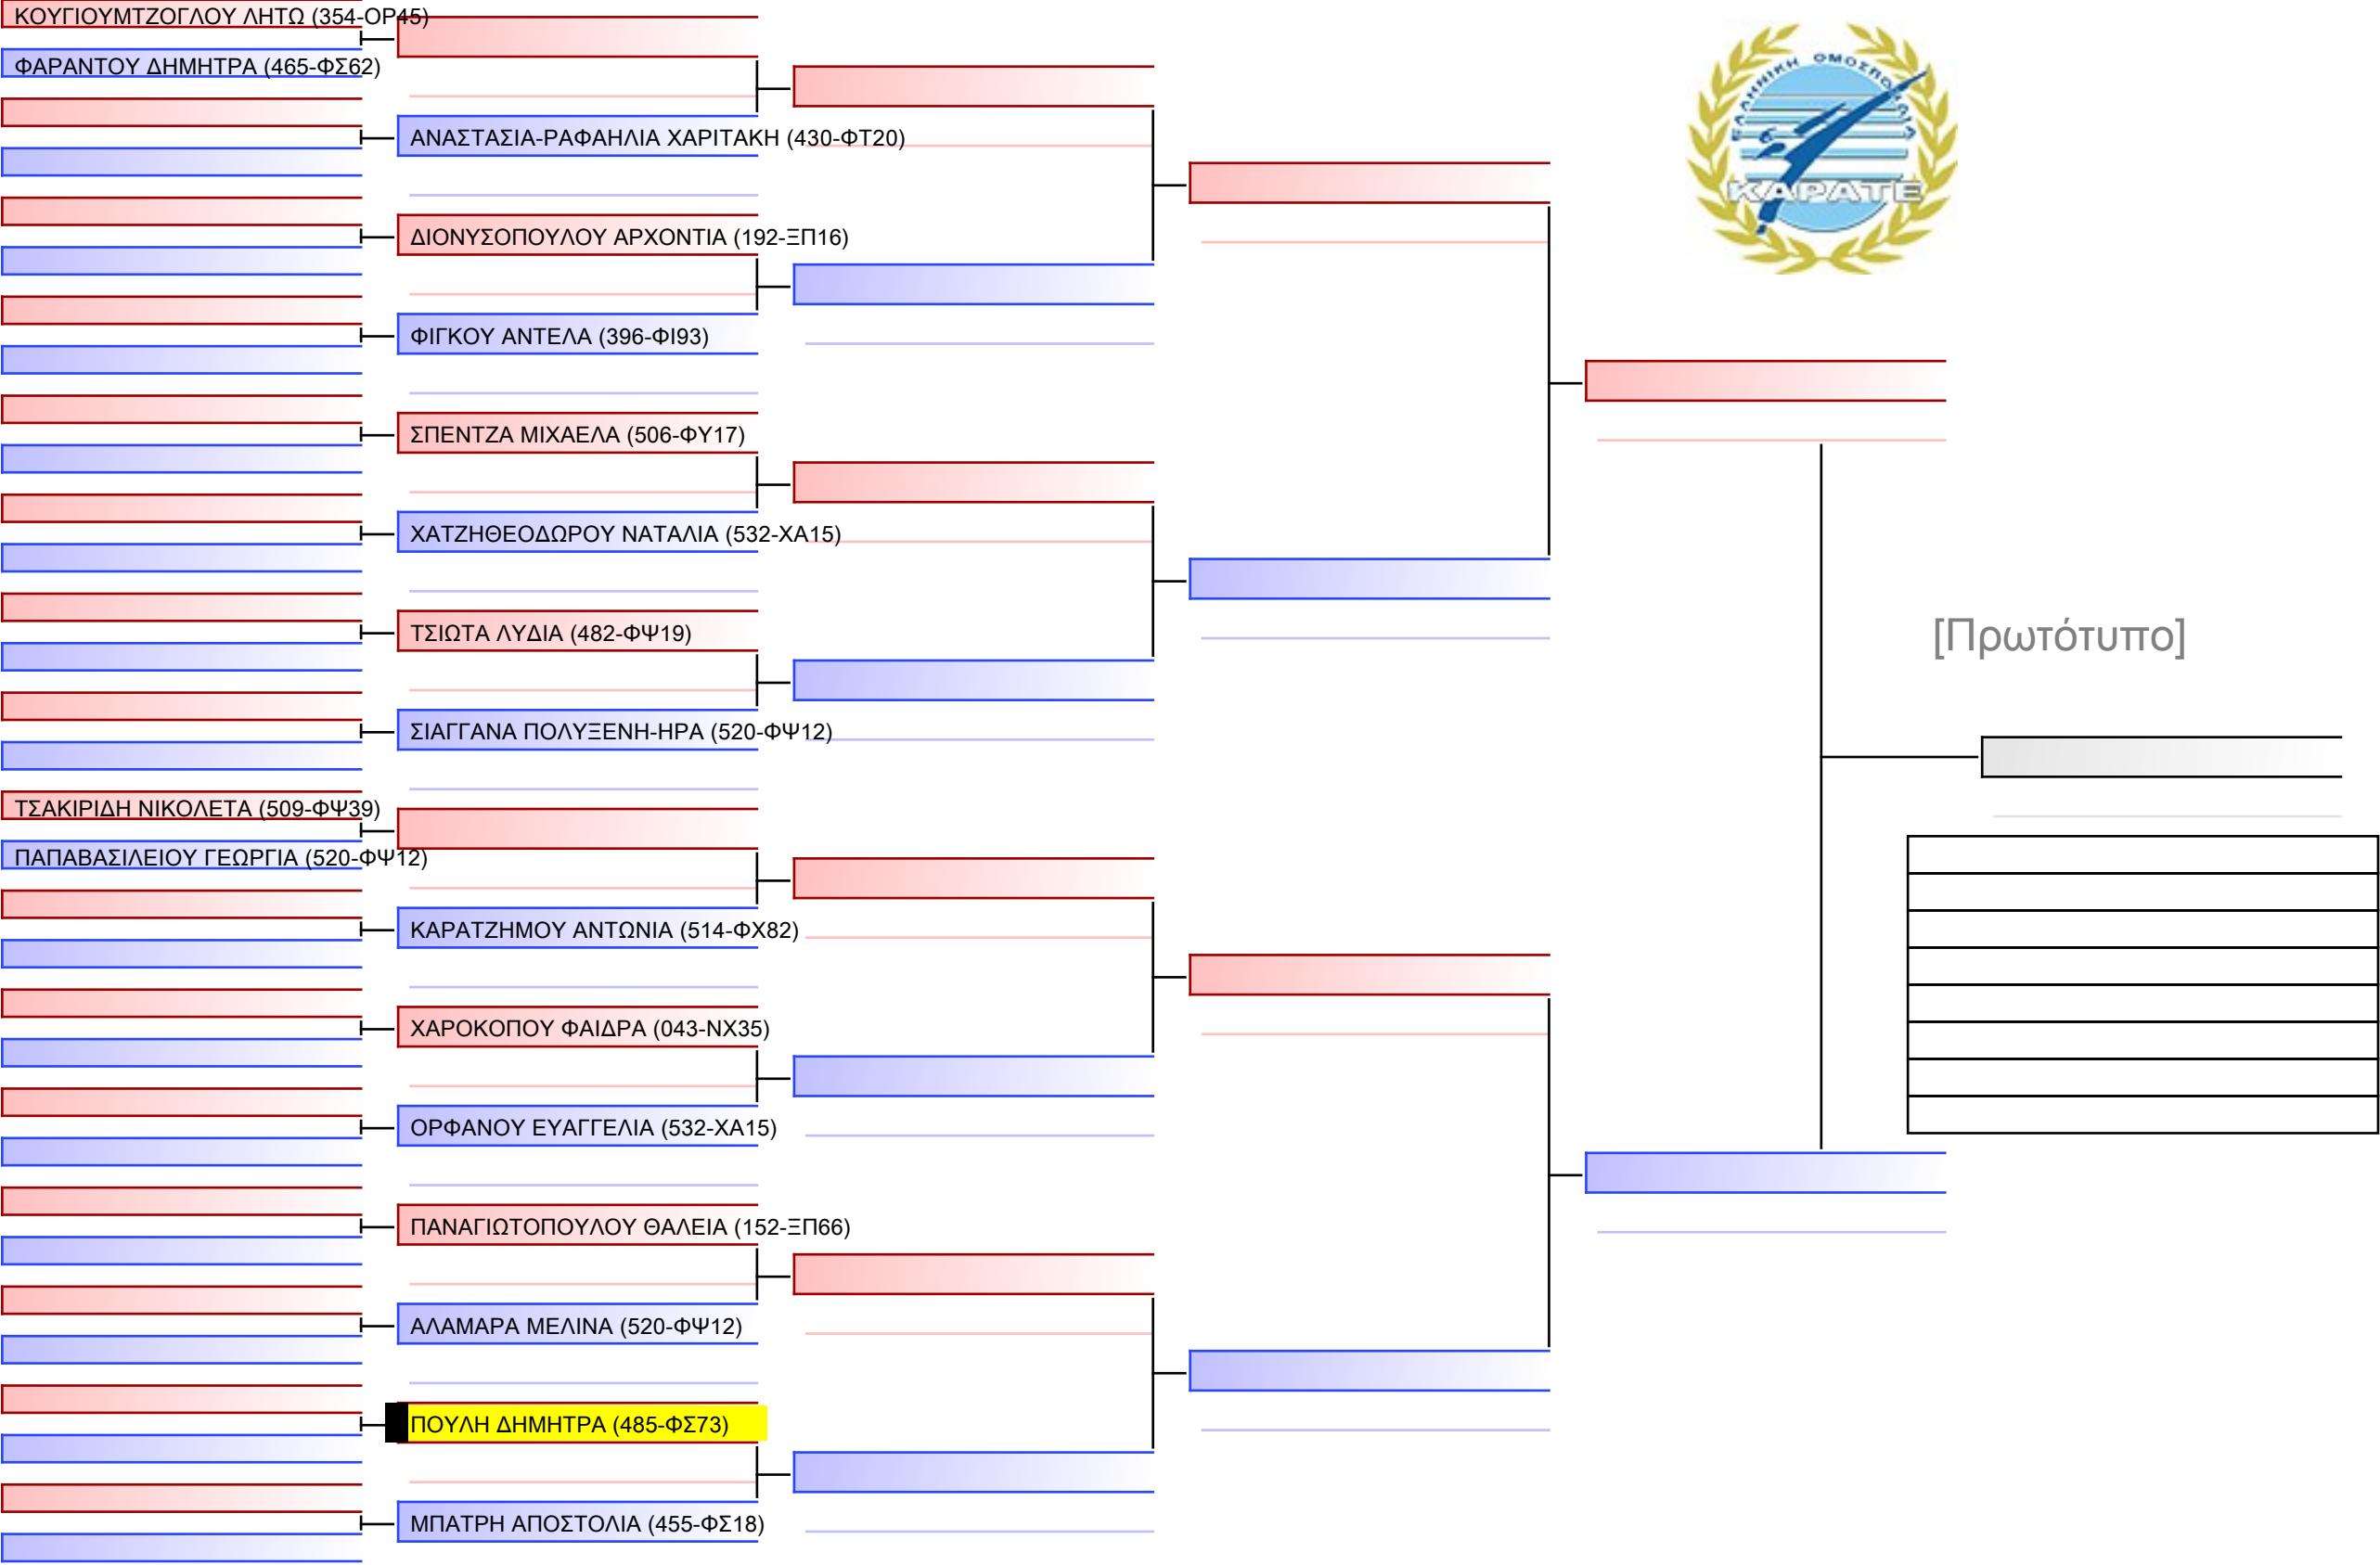 ΚΟΥΓΙΟΥΜΤΖΟΓΛΟΥ ΛΗΤΩ (354-ΟΡ45)
ΦΑΡΑΝΤΟΥ ΔΗΜΗΤΡΑ (465-ΦΣ62)
ΑΝΑΣΤΑΣΙΑ-ΡΑΦΑΗΛΙΑ ΧΑΡΙΤΑΚΗ (430-ΦΤ20)
ΔΙΟΝΥΣΟΠΟΥΛΟΥ ΑΡΧΟΝΤΙΑ (192-ΞΠ16)
ΦΙΓΚΟΥ ΑΝΤΕΛΑ (396-ΦΙ93)
ΣΠΕΝΤΖΑ ΜΙΧΑΕΛΑ (506-ΦΥ17)
ΧΑΤΖΗΘΕΟΔΩΡΟΥ ΝΑΤΑΛΙΑ (532-ΧΑ15)
ΤΣΙΩΤΑ ΛΥΔΙΑ (482-ΦΨ19)
ΣΙΑΓΓΑΝΑ ΠΟΛΥΞΕΝΗ-ΗΡΑ (520-ΦΨ12)
ΤΣΑΚΙΡΙΔΗ ΝΙΚΟΛΕΤΑ (509-ΦΨ39)
ΠΑΠΑΒΑΣΙΛΕΙΟΥ ΓΕΩΡΓΙΑ (520-ΦΨ12)
ΚΑΡΑΤΖΗΜΟΥ ΑΝΤΩΝΙΑ (514-ΦΧ82)
ΧΑΡΟΚΟΠΟΥ ΦΑΙΔΡΑ (043-ΝΧ35)
ΟΡΦΑΝΟΥ ΕΥΑΓΓΕΛΙΑ (532-ΧΑ15)
ΠΑΝΑΓΙΩΤΟΠΟΥΛΟΥ ΘΑΛΕΙΑ (152-ΞΠ66)
ΑΛΑΜΑΡΑ ΜΕΛΙΝΑ (520-ΦΨ12)
ΠΟΥΛΗ ΔΗΜΗΤΡΑ (485-ΦΣ73)
ΜΠΑΤΡΗ ΑΠΟΣΤΟΛΙΑ (455-ΦΣ18)
ΕΛΛΗΝΙΚΗ ΟΜΟΣΠΟΝΔΙΑ
ΚΑΡΑΤΕ
[Πρωτότυπο]